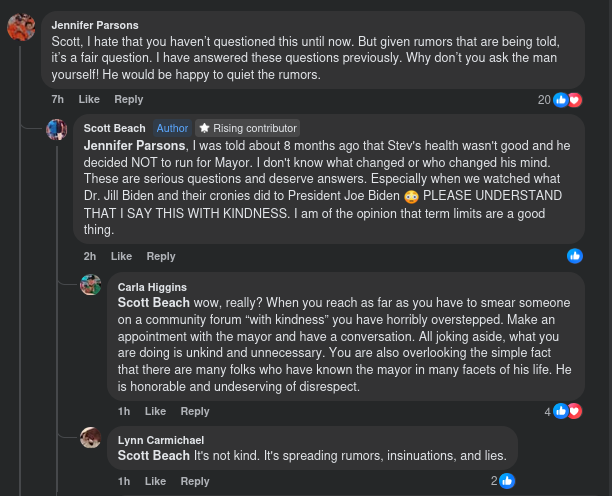 Jennifer Parsons
Scott, I hate that you haven't questioned this until now. But given rumors that are being told,
it's a fair question. I have answered these questions previously. Why don't you ask the man
yourself! He would be happy to quiet the rumors.
7h Like Reply 20
Scott Beach Author Rising contributor
Jennifer Parsons, I was told about 8 months ago that Stev's health wasn't good and he
decided NOT to run for Mayor. I don't know what changed or who changed his mind.
These are serious questions and deserve answers. Especially when we watched what
Dr. Jill Biden and their cronies did to President Joe Biden 😳 PLEASE UNDERSTAND
THAT I SAY THIS WITH KINDNESS. I am of the opinion that term limits are a good
thing.
2h Like Reply
Carla Higgins
Scott Beach wow, really? When you reach as far as you have to smear someone
on a community forum “with kindness” you have horribly overstepped. Make an
appointment with the mayor and have a conversation. All joking aside, what you
are doing is unkind and unnecessary. You are also overlooking the simple fact
that there are many folks who have known the mayor in many facets of his life. He
is honorable and undeserving of disrespect.
1h Like Reply 4
Lynn Carmichael
Scott Beach It's not kind. It's spreading rumors, insinuations, and lies.
1h Like Reply 2